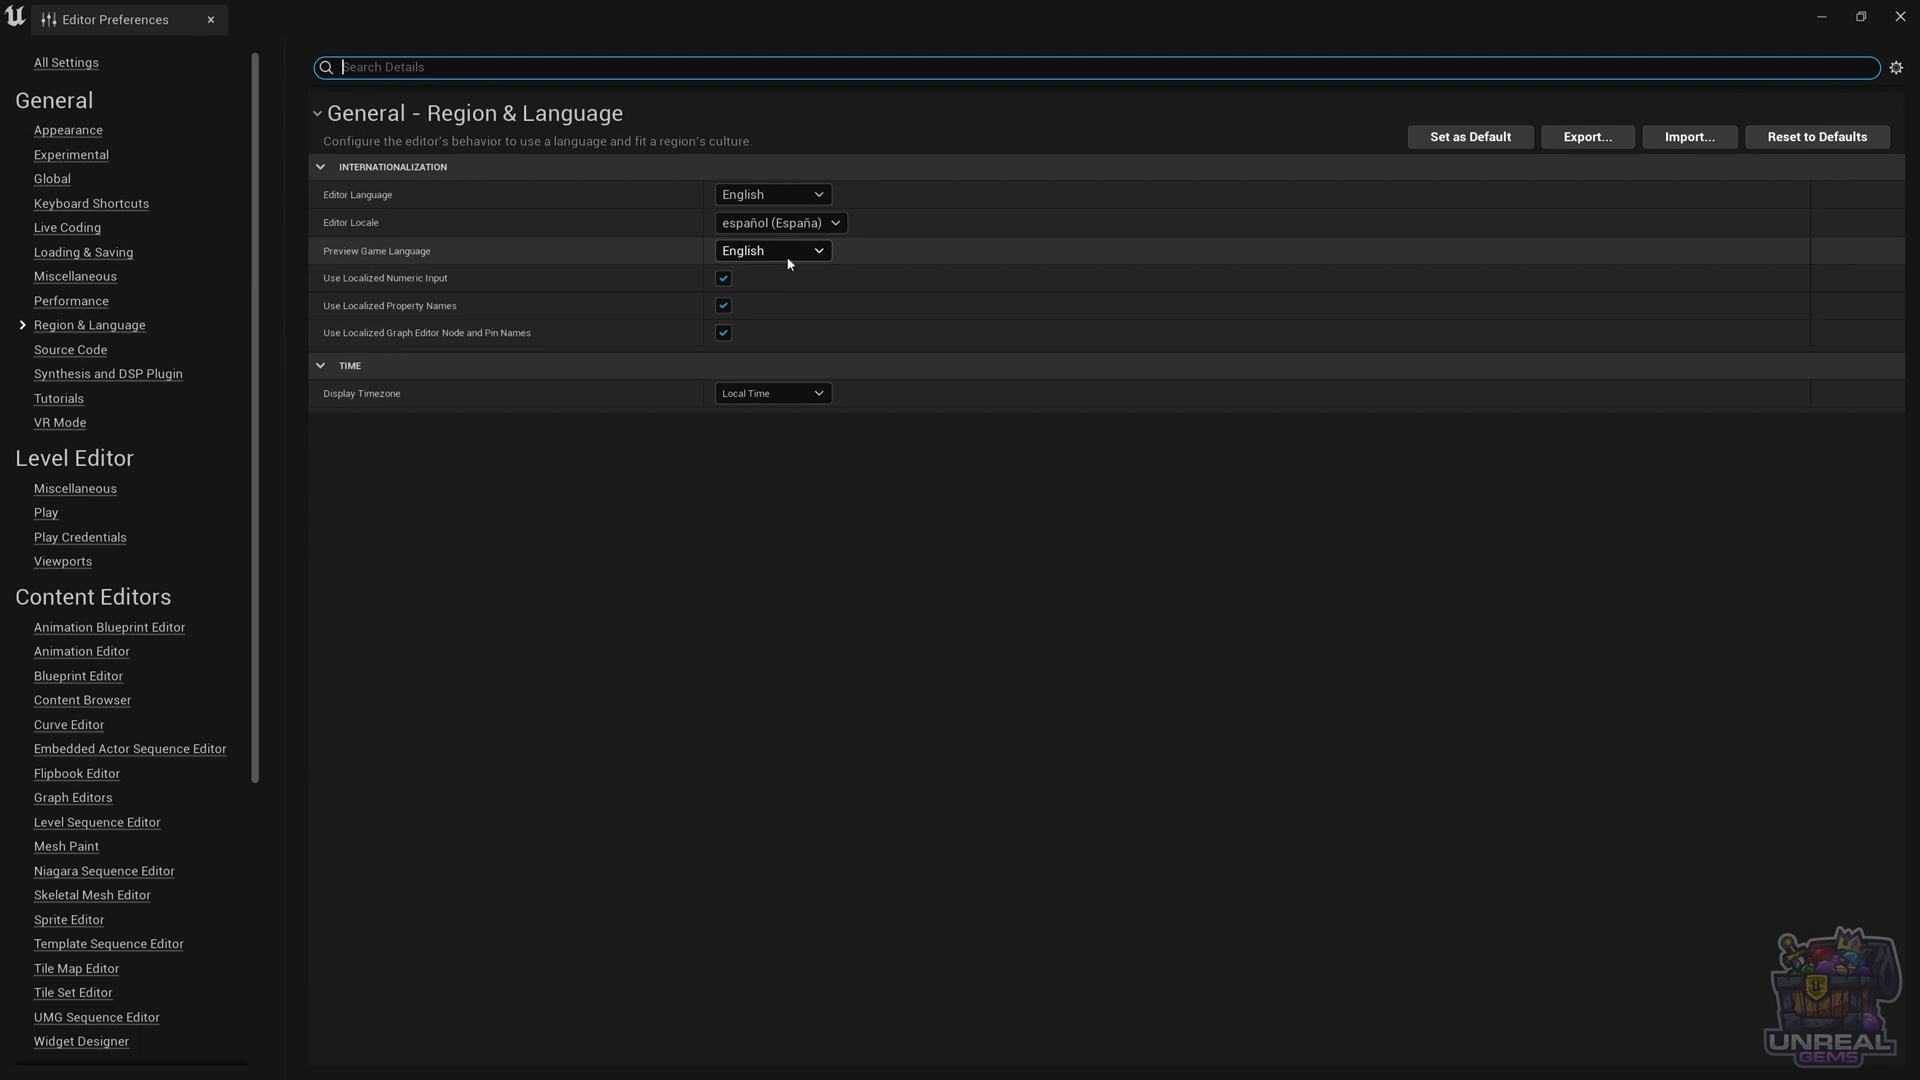 Editor Preferences
All Settings
General
Appearance
Experimental
Global
Keyboard Shortcuts
Live Coding
Loading & Saving
Miscellaneous
Performance
Region & Language
Source Code
Synthesis and DSP Plugin
Tutorials
VR Mode
Level Editor
Miscellaneous
Play
Play Credentials
Viewports
Content Editors
Animation Blueprint Editor
Animation Editor
Blueprint Editor
Content Browser
Curve Editor
Embedded Actor Sequence Editor
Flipbook Editor
Graph Editors
Level Sequence Editor
Mesh Paint
Niagara Sequence Editor
Skeletal Mesh Editor
Sprite Editor
Template Sequence Editor
Tile Map Editor
Tile Set Editor
UMG Sequence Editor
Widget Designer
Search Details
General - Region & Language
Configure the editor's behavior to use a language and fit a region's culture.
Set as Default Export... Import... Reset to Defaults
INTERNATIONALIZATION
Editor Language English
Editor Locale español (España)
Preview Game Language English
Use Localized Numeric Input
Use Localized Property Names
Use Localized Graph Editor Node and Pin Names
TIME
Display Timezone Local Time
UNREAL
GEMS